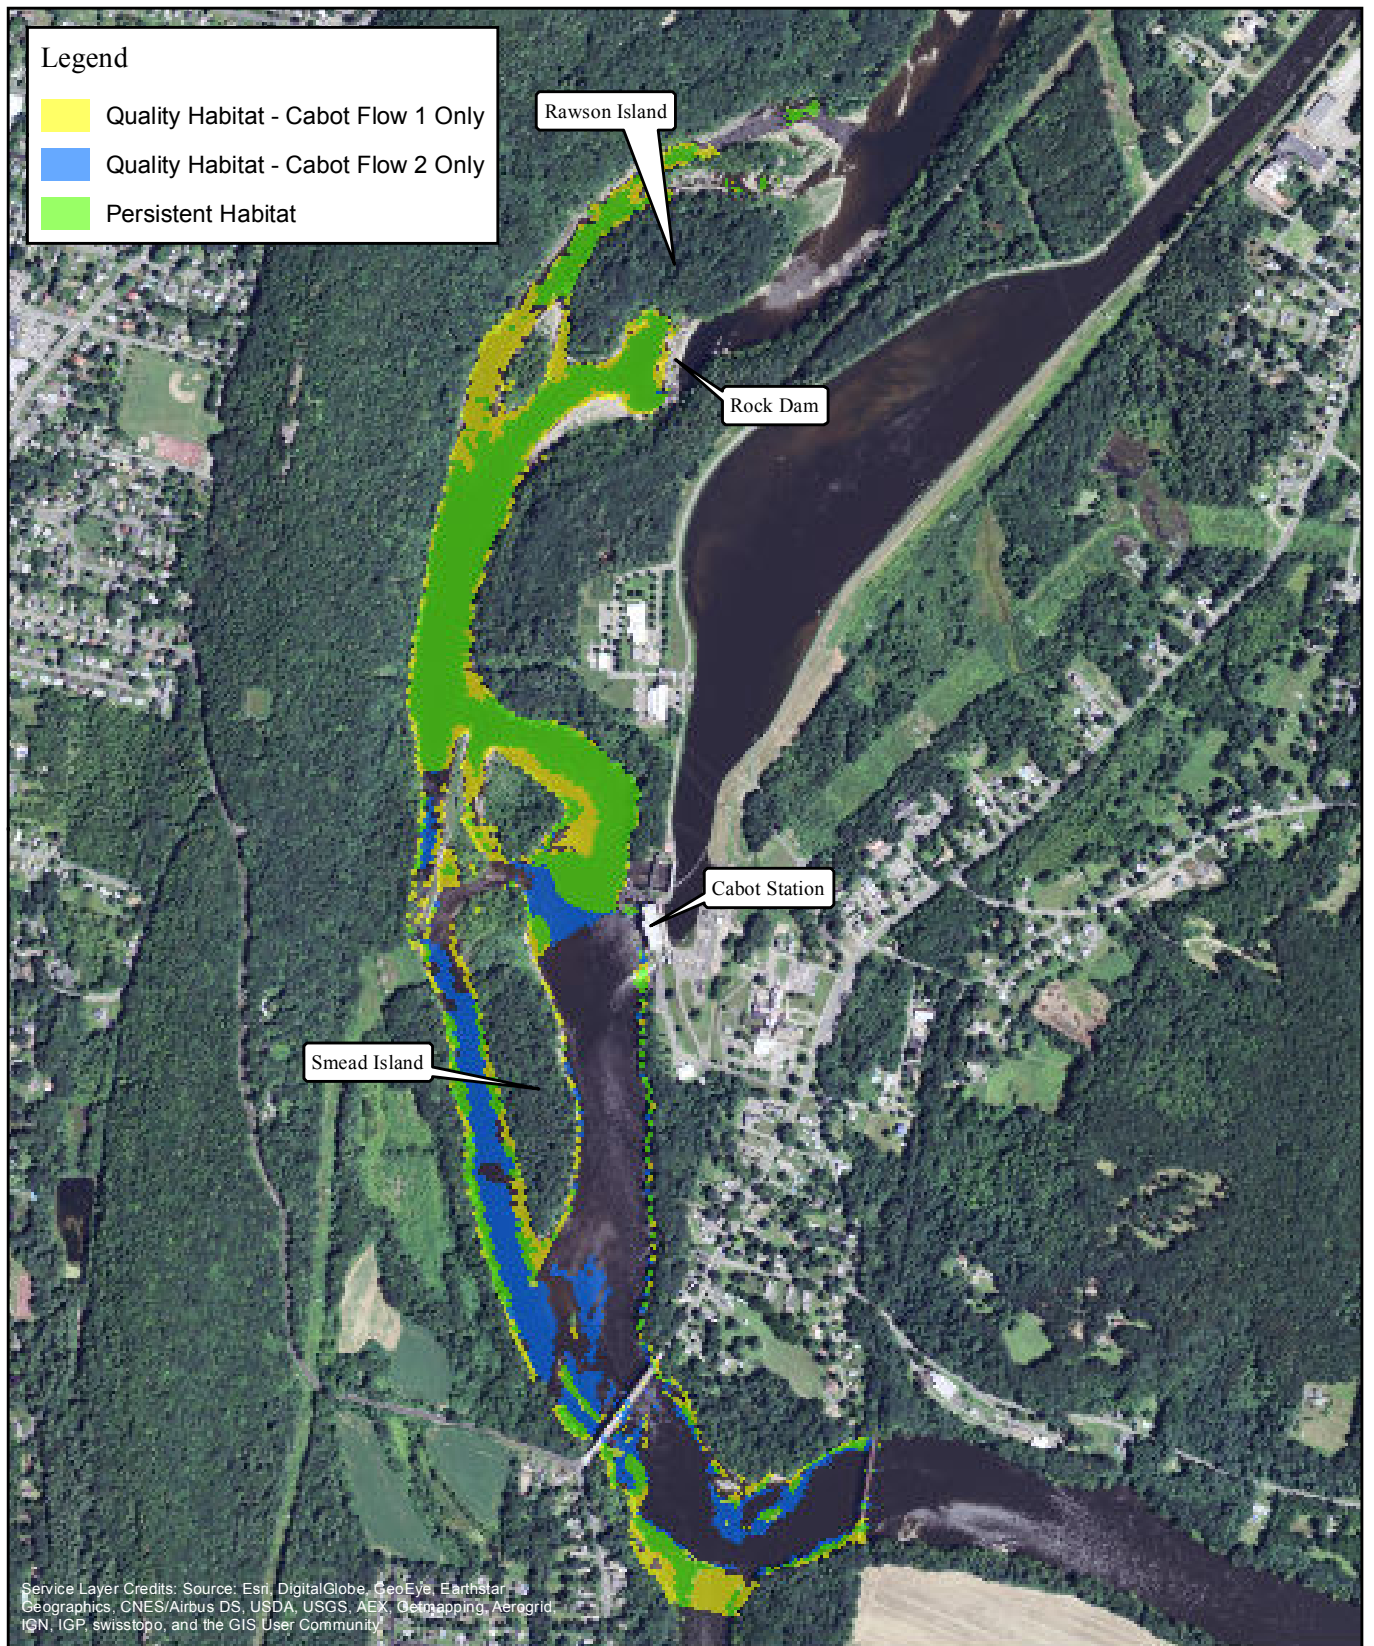 Legend
Quality Habitat - Cabot Flow 1 Only
Quality Habitat - Cabot Flow 2 Only
Persistent Habitat
Rawson Island
Rock Dam
Cabot Station
Smead Island
Service Layer Credits: Source: Esri, DigitalGlobe, GeoEye, Earthstar
Geographics, CNES/Airbus DS, USDA, USGS, AEX, Getmapping, Aerogrid,
IGN, IGP, swisstopo, and the GIS User Community